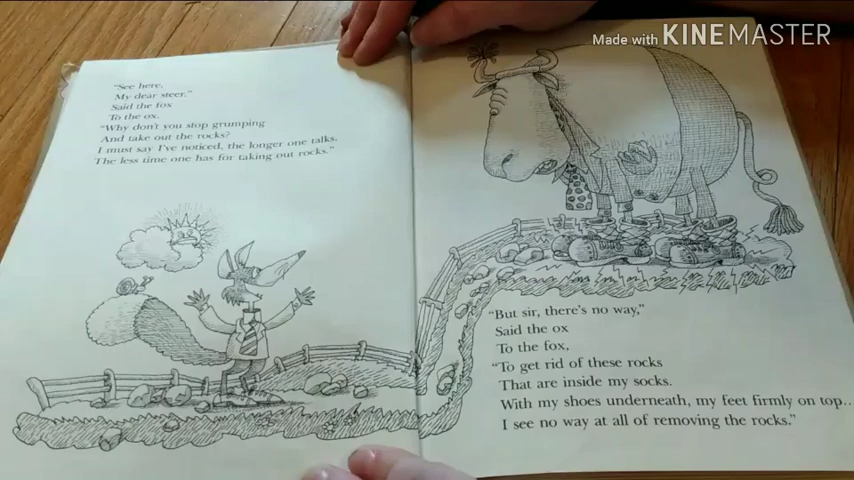 Made with KINEMASTER
"See here,
My dear steer,"
Said the fox
To the ox.
"Why don't you stop grumping
And take out the rocks?
I must say I've noticed, the longer one talks,
The less time one has for taking out rocks."
"But sir, there's no way,"
Said the ox
To the fox,
"To get rid of these rocks
That are inside my socks.
With my shoes underneath, my feet firmly on top...
I see no way at all of removing the rocks."